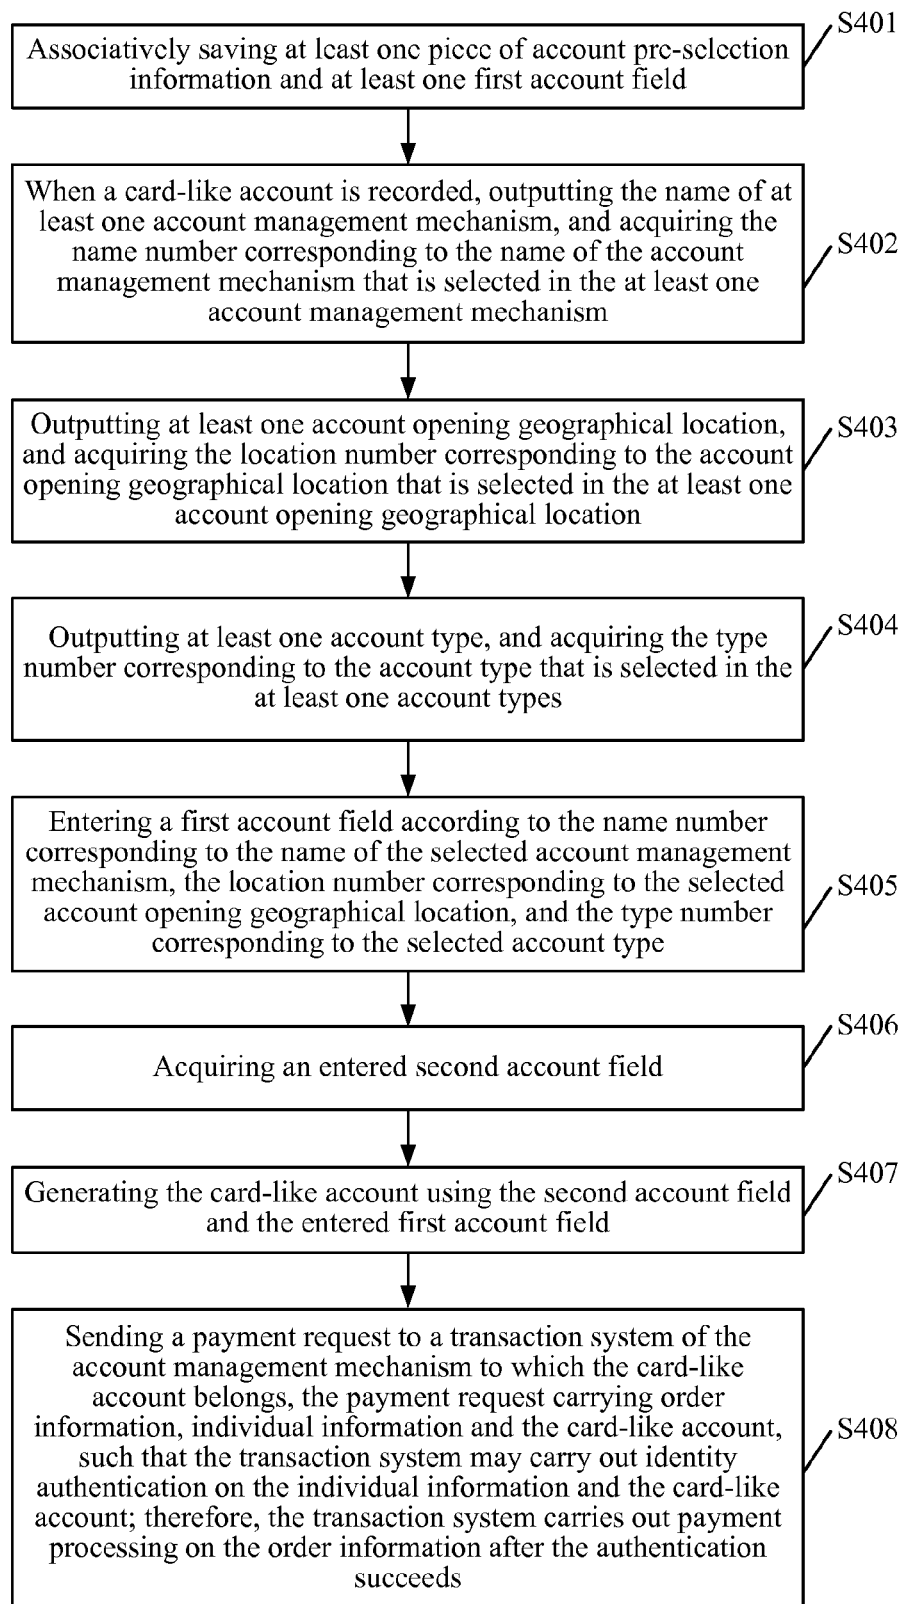 S401
Associatively saving at least one piece of account pre-selection
information and at least one first account field
S402
When a card-like account is recorded, outputting the name of at
least one account management mechanism, and acquiring the
name number corresponding to the name of the account
management mechanism that is selected in the at least one
account management mechanism
S403
Outputting at least one account opening geographical location,
and acquiring the location number corresponding to the account
opening geographical location that is selected in the at least one
account opening geographical location
S404
Outputting at least one account type, and acquiring the type
number corresponding to the account type that is selected in the
at least one account types
S405
Entering a first account field according to the name number
corresponding to the name of the selected account management
mechanism, the location number corresponding to the selected
account opening geographical location, and the type number
corresponding to the selected account type
S406
Acquiring an entered second account field
S407
Generating the card-like account using the second account field
and the entered first account field
S408
Sending a payment request to a transaction system of the
account management mechanism to which the card-like
account belongs, the payment request carrying order
information, individual information and the card-like account,
such that the transaction system may carry out identity
authentication on the individual information and the card-like
account; therefore, the transaction system carries out payment
processing on the order information after the authentication
succeeds